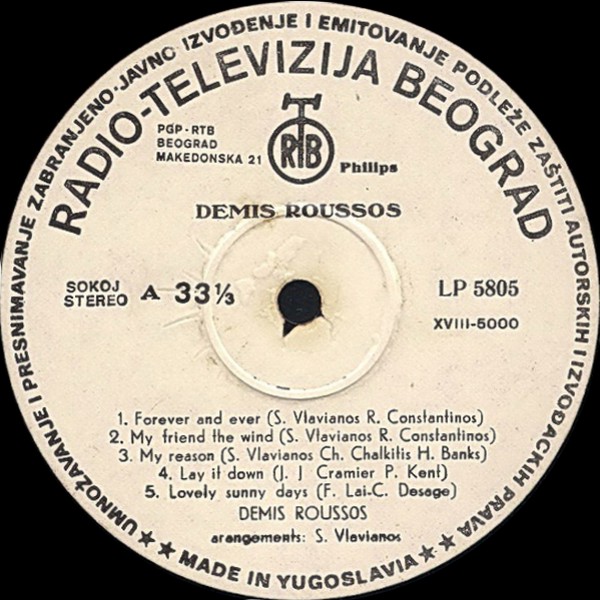 UMNOŽAVANJE I PRESNIMAVANJE ZABRANJENO·JAVNO IZVOĐENJE I EMITOVANJE PODLEŽE ZAŠTITI AUTORSKIH I IZVOĐAČKIH PRAVA
RADIO-TELEVIZIJA BEOGRAD
PGP-RTB
BEOGRAD
MAKEDONSKA 21
RTB
Philips
DEMIS ROUSSOS
SOKOJ
STEREO
A 33⅓
LP 5805
XVIII-5000
1. Forever and ever (S. Vlavianos R. Constantinos)
2. My friend the wind (S. Vlavianos R. Constantinos)
3. My reason (S. Vlavianos Ch. Chalkitis H. Banks)
4. Lay it down (J. J Cramier P. Kent)
5. Lovely sunny days (F. Lai-C. Desage)
DEMIS ROUSSOS
arangements: S. Vlavianos
★★ MADE IN YUGOSLAVIA ★★